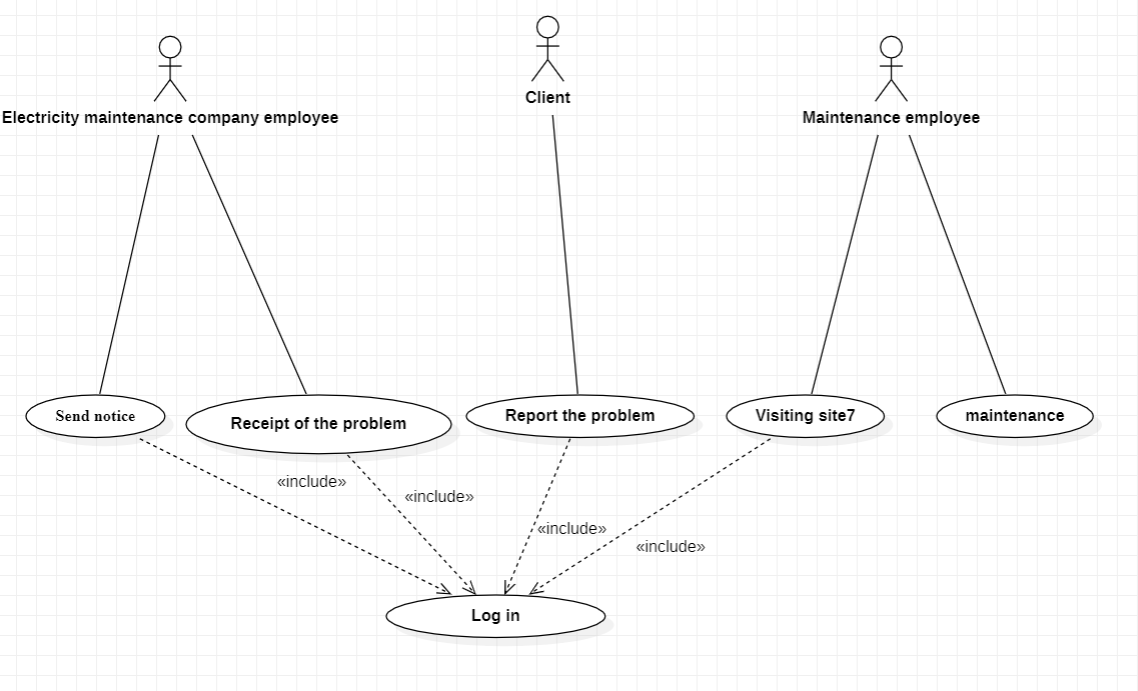 Client
Electricity maintenance company employee
Maintenance employee
Send notice
Receipt of the problem
Report the problem
Visiting site7
maintenance
«include»
«include»
«include»
«include»
Log in